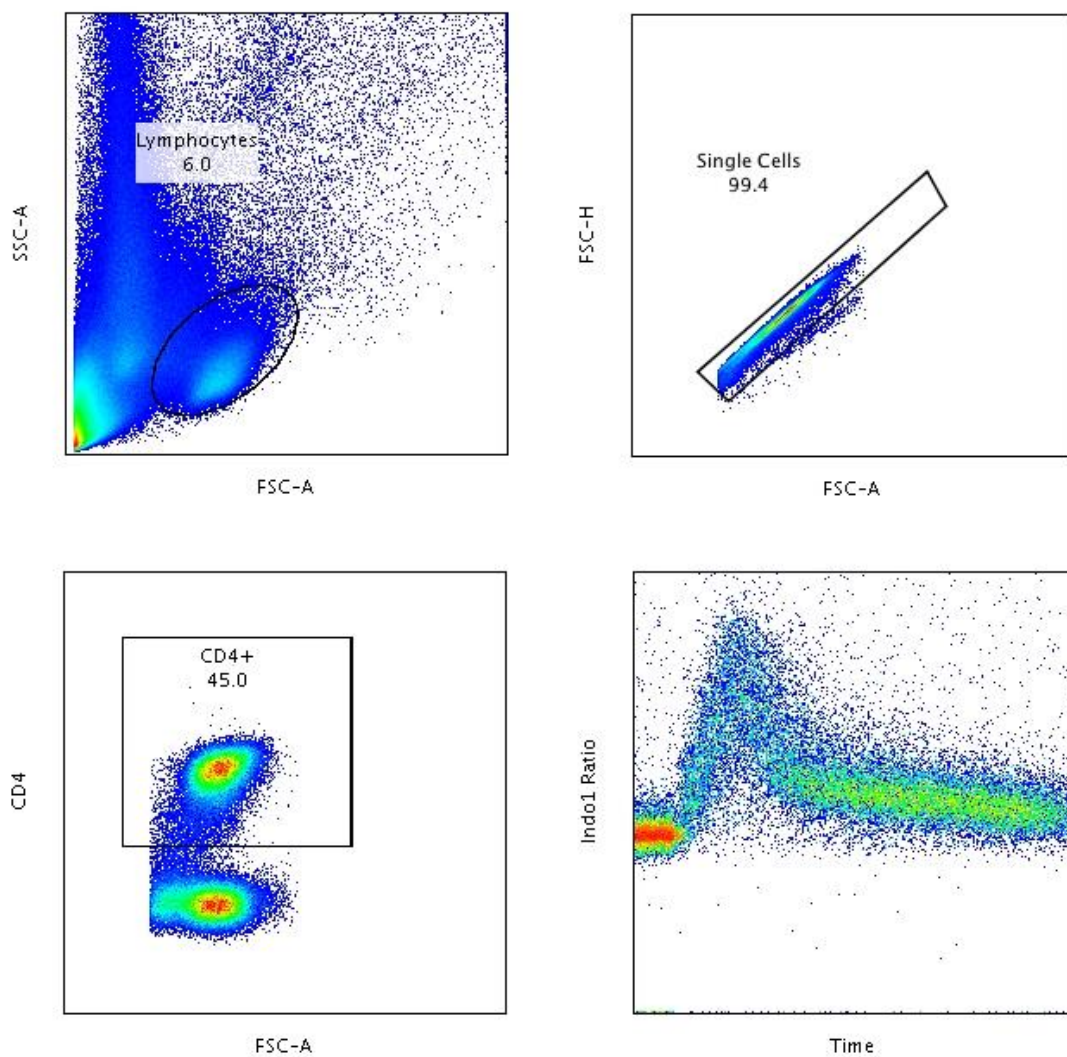 SSC-A
Lymphocytes
6.0
FSC-A
FSC-H
Single Cells
99.4
FSC-A
CD4
CD4+
45.0
FSC-A
Indo1 Ratio
Time